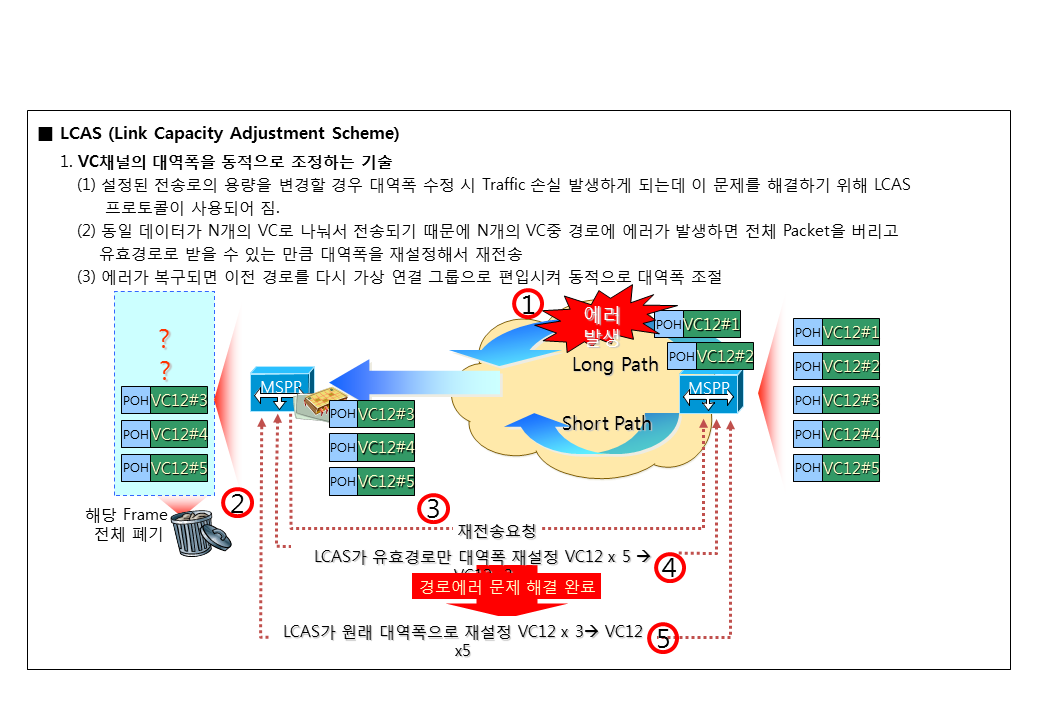 ■ LCAS (Link Capacity Adjustment Scheme)
1. VC채널의 대역폭을 동적으로 조정하는 기술
(1) 설정된 전송로의 용량을 변경할 경우 대역폭 수정 시 Traffic 손실 발생하게 되는데 이 문제를 해결하기 위해 LCAS
프로토콜이 사용되어 짐.
(2) 동일 데이터가 N개의 VC로 나눠서 전송되기 때문에 N개의 VC중 경로에 에러가 발생하면 전체 Packet을 버리고
유효경로로 받을 수 있는 만큼 대역폭을 재설정해서 재전송
(3) 에러가 복구되면 이전 경로를 다시 가상 연결 그룹으로 편입시켜 동적으로 대역폭 조절
?
?
POH VC12#3
POH VC12#4
POH VC12#5
해당 Frame
전체 폐기
2
MSPP
POH VC12#3
POH VC12#4
POH VC12#5
1
에러
발생
Long Path
Short Path
POH VC12#1
POH VC12#2
MSPP
POH VC12#1
POH VC12#2
POH VC12#3
POH VC12#4
POH VC12#5
3
재전송요청
LCAS가 유효경로만 대역폭 재설정 VC12 x 5 →
4
경로에러 문제 해결 완료
LCAS가 원래 대역폭으로 재설정 VC12 x 3→ VC12
x5
5